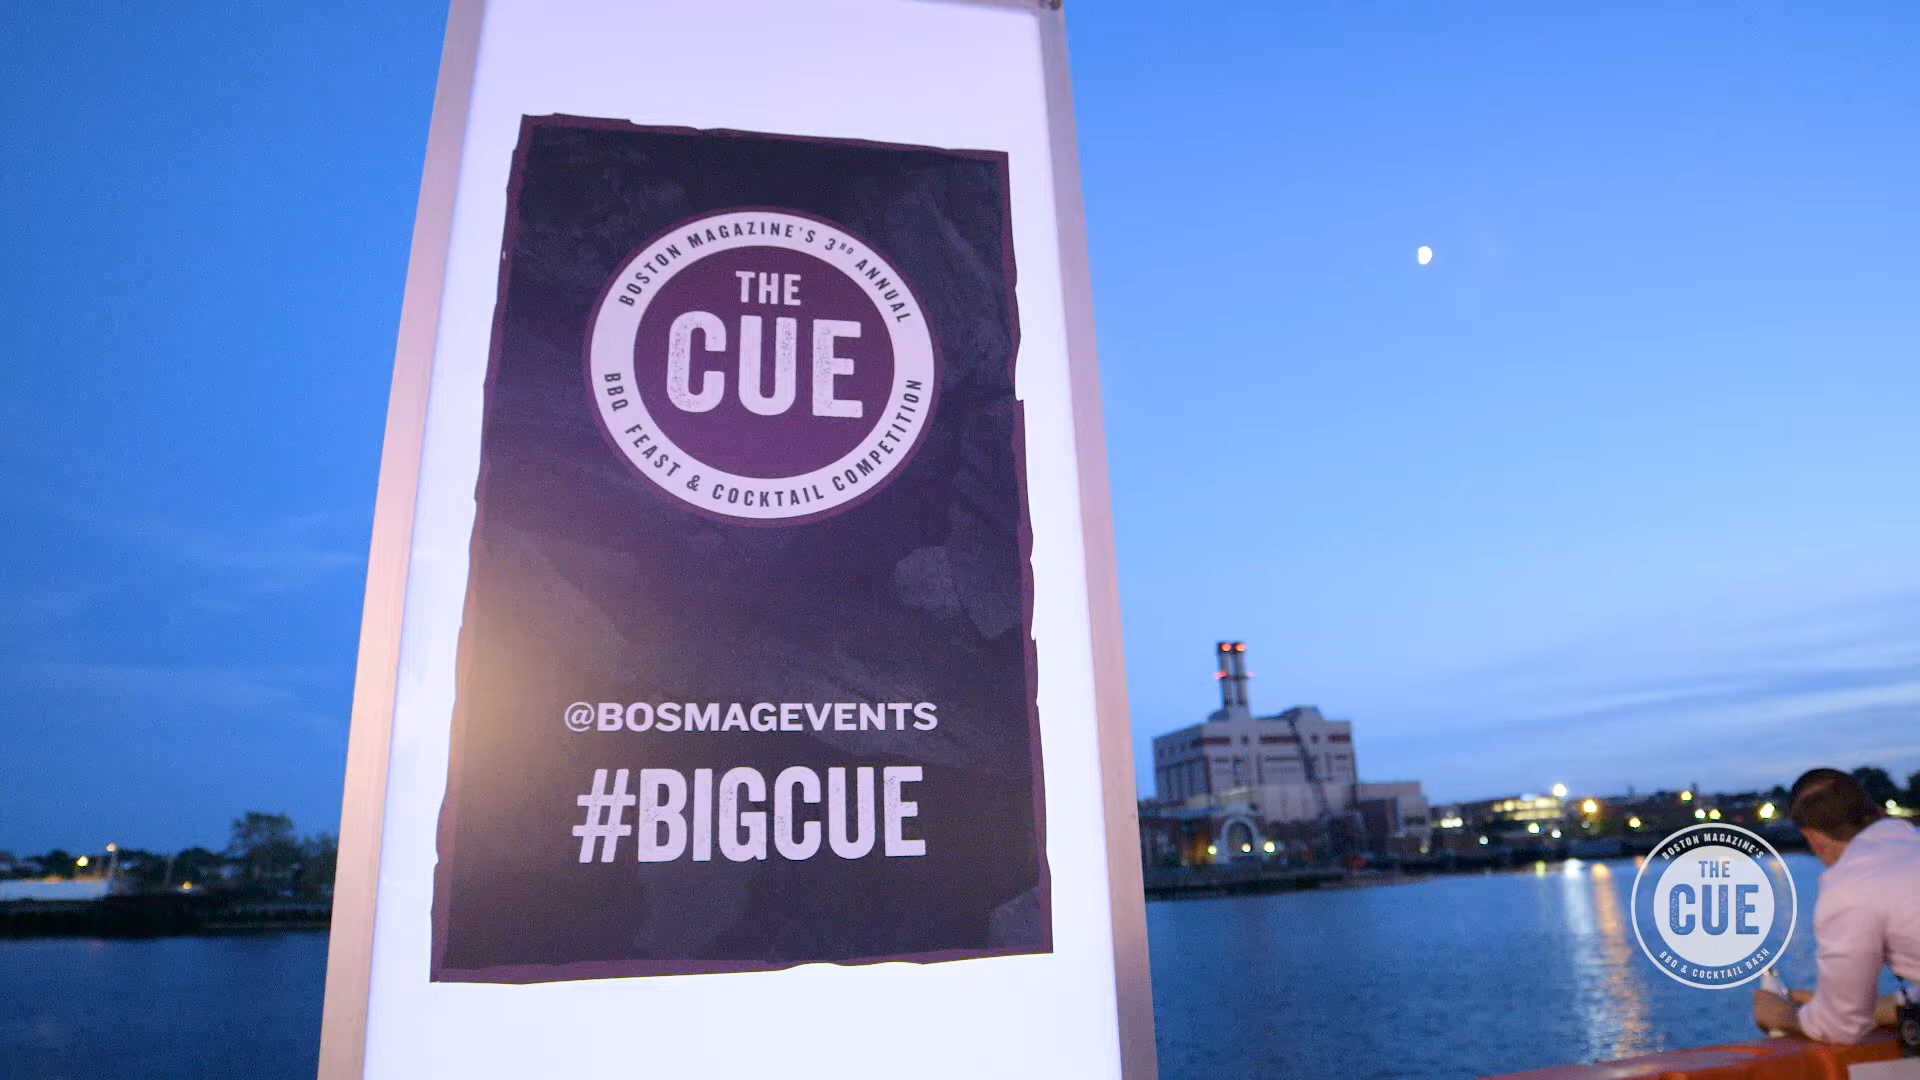 BOSTON MAGAZINE'S 3RD ANNUAL
THE
CUE
BBQ FEAST & COCKTAIL COMPETITION
@BOSMAGEVENTS
#BIGCUE
BOSTON MAGAZINE'S
THE
CUE
BBQ & COCKTAIL BASH